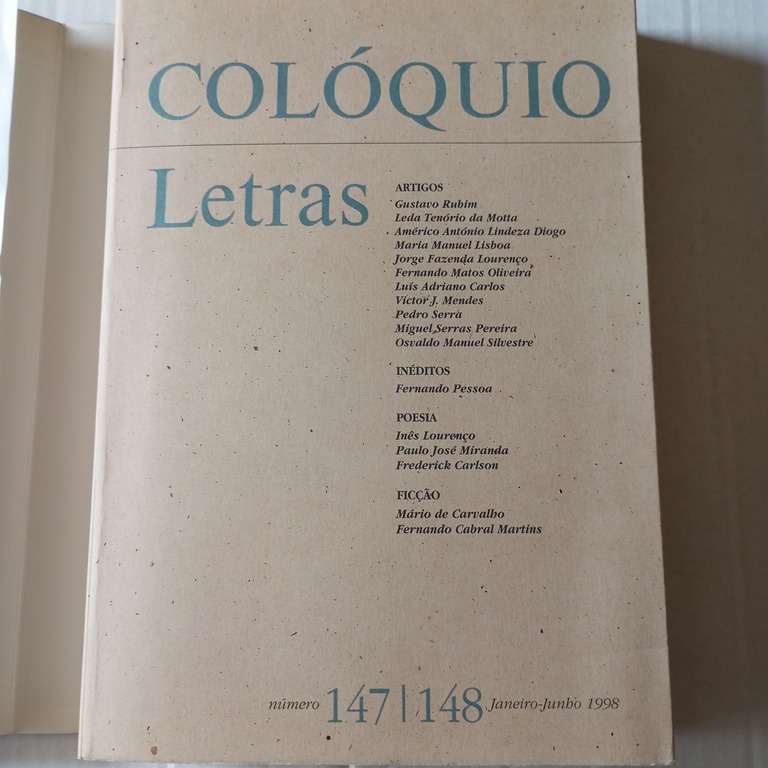 COLÓQUIO
Letras
ARTIGOS
Gustavo Rubim
Leda Tenório da Motta
Américo António Lindeza Diogo
Maria Manuel Lisboa
Jorge Fazenda Lourenço
Fernando Matos Oliveira
Luís Adriano Carlos
Victor J. Mendes
Pedro Serra
Miguel Serras Pereira
Osvaldo Manuel Silvestre
INÉDITOS
Fernando Pessoa
POESIA
Inês Lourenço
Paulo José Miranda
Frederick Carlson
FICÇÃO
Mário de Carvalho
Fernando Cabral Martins
número 147|148 Janeiro-Junho 1998